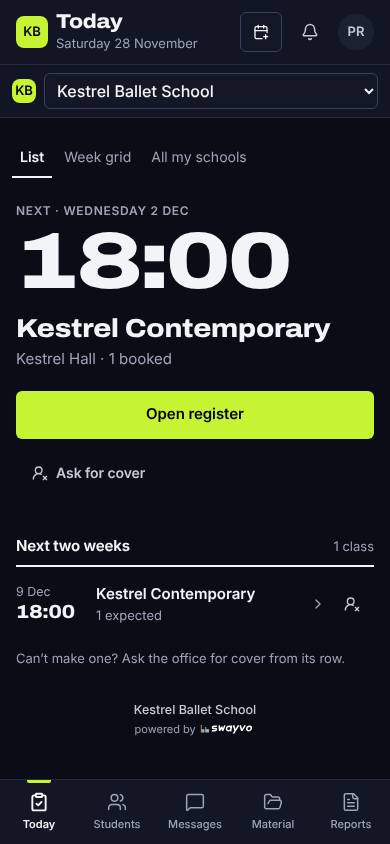 KB
Today
Saturday 28 November
PR
KB
Kestrel Ballet School
List
Week grid
All my schools
NEXT · WEDNESDAY 2 DEC
18:00
Kestrel Contemporary
Kestrel Hall · 1 booked
Open register
Ask for cover
Next two weeks
1 class
9 Dec
18:00
Kestrel Contemporary
1 expected
Can't make one? Ask the office for cover from its row.
Kestrel Ballet School
powered by swayvo
Today
Students
Messages
Material
Reports